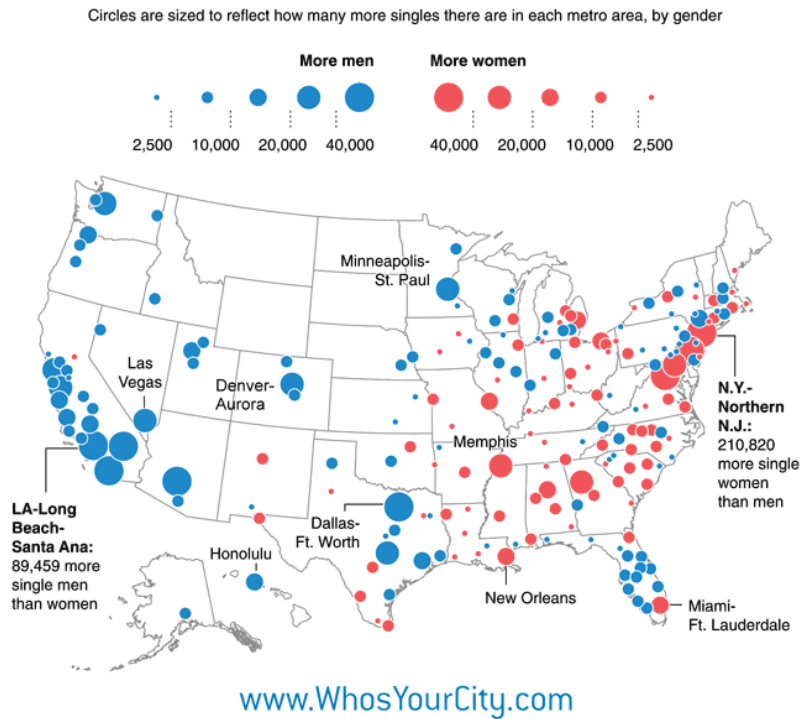 Circles are sized to reflect how many more singles there are in each metro area, by gender
More men
More women
2,500
10,000
20,000
40,000
40,000
20,000
10,000
2,500
Minneapolis-
St. Paul
Las
Vegas
Denver-
Aurora
N.Y.-
Northern
N.J.:
210,820
more single
women
than men
Memphis
LA-Long
Beach-
Santa Ana:
89,459 more
single men
than women
Dallas-
Ft. Worth
Honolulu
New Orleans
Miami-
Ft. Lauderdale
www.WhosYourCity.com